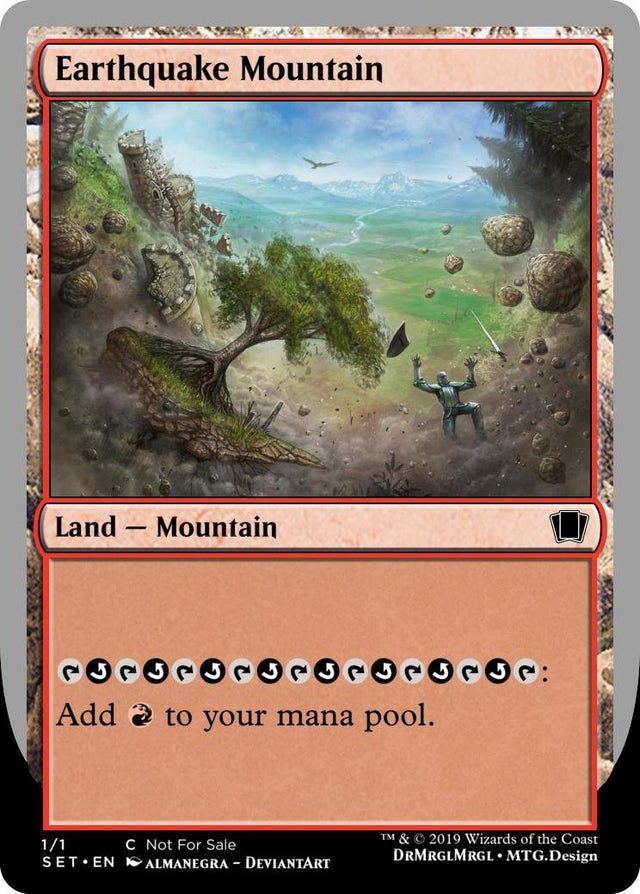 Earthquake Mountain
Land — Mountain
:
Add to your mana pool.
1/1 C Not For Sale
SET • EN ALMANEGRA – DEVIANTART
™ & © 2019 Wizards of the Coast
DRMRGLMRGL • MTG.DESIGN